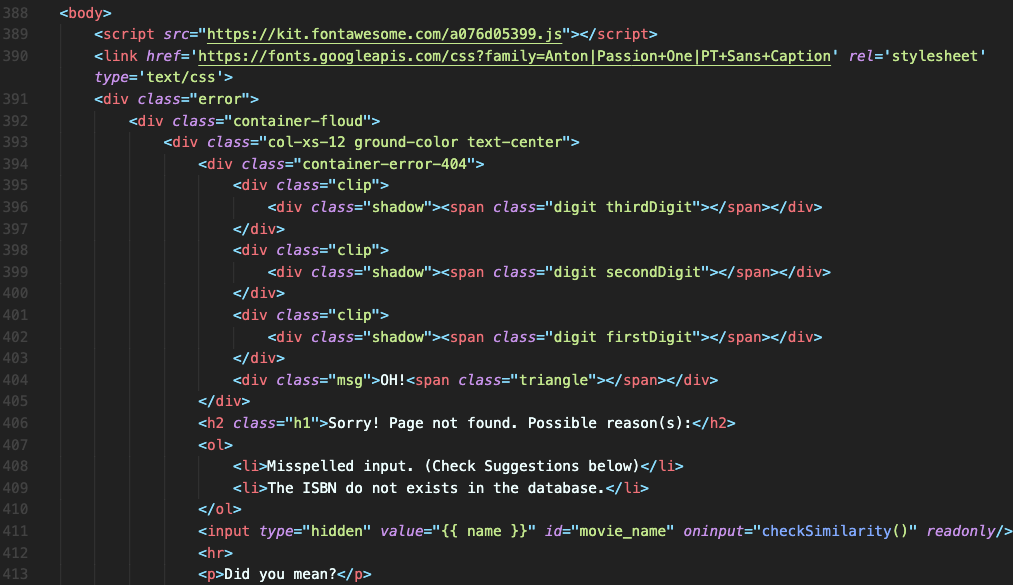 388 <body>
389 <script src="https://kit.fontawesome.com/a076d05399.js"></script>
390 <link href='https://fonts.googleapis.com/css?family=Anton|Passion+One|PT+Sans+Caption' rel='stylesheet'
type='text/css'>
391 <div class="error">
392 <div class="container-floud">
393 <div class="col-xs-12 ground-color text-center">
394 <div class="container-error-404">
395 <div class="clip">
396 <div class="shadow"><span class="digit thirdDigit"></span></div>
397 </div>
398 <div class="clip">
399 <div class="shadow"><span class="digit secondDigit"></span></div>
400 </div>
401 <div class="clip">
402 <div class="shadow"><span class="digit firstDigit"></span></div>
403 </div>
404 <div class="msg">OH!<span class="triangle"></span></div>
405 </div>
406 <h2 class="h1">Sorry! Page not found. Possible reason(s):</h2>
407 <ol>
408 <li>Misspelled input. (Check Suggestions below)</li>
409 <li>The ISBN do not exists in the database.</li>
410 </ol>
411 <input type="hidden" value="{{ name }}" id="movie_name" oninput="checkSimilarity()" readonly/>
412 <hr>
413 <p>Did you mean?</p>